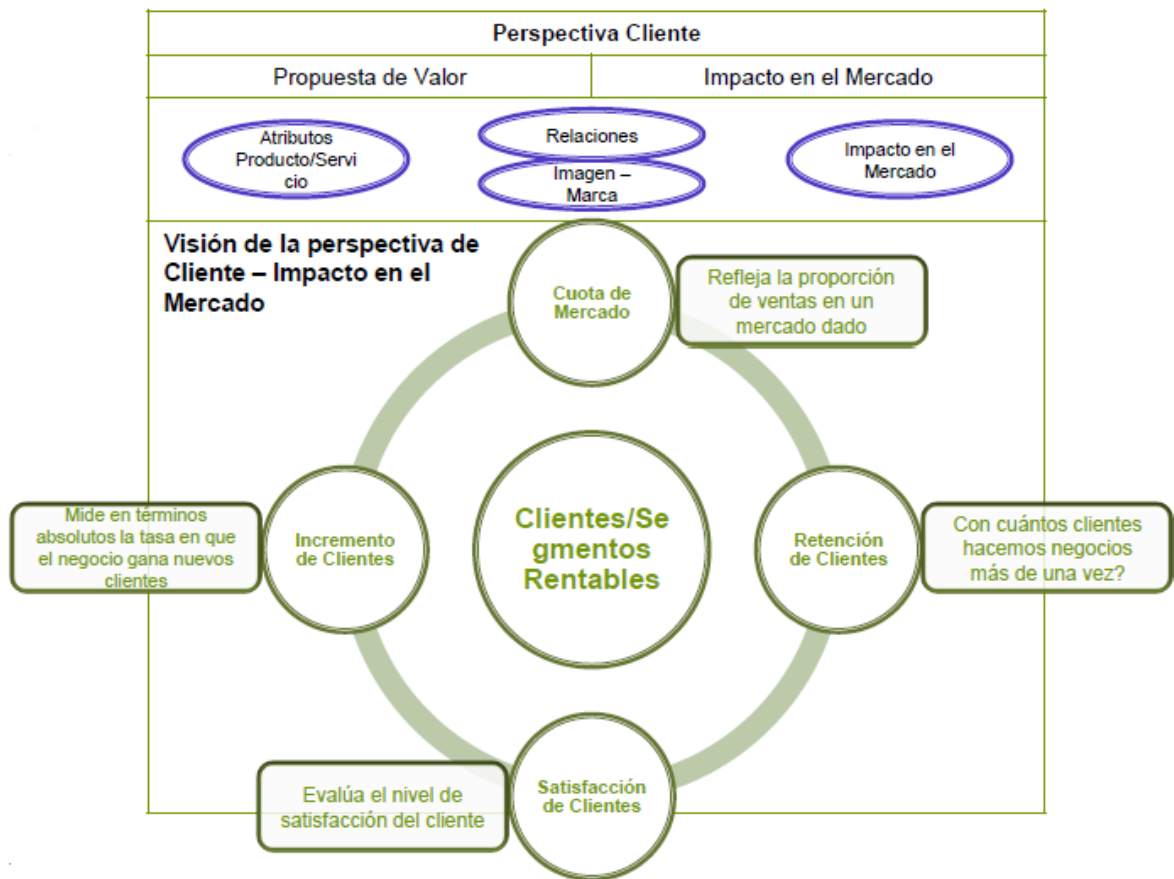 Perspectiva Cliente
Propuesta de Valor
Impacto en el Mercado
Atributos
Producto/Servi
cio
Relaciones
Imagen –
Marca
Impacto en el
Mercado
Visión de la perspectiva de
Cliente – Impacto en el
Mercado
Cuota de
Mercado
Refleja la proporción
de ventas en un
mercado dado
Mide en términos
absolutos la tasa en que
el negocio gana nuevos
clientes
Incremento
de Clientes
Clientes/Se
gmentos
Rentables
Retención
de Clientes
Con cuántos clientes
hacemos negocios
más de una vez?
Evalúa el nivel de
satisfacción del cliente
Satisfacción
de Clientes